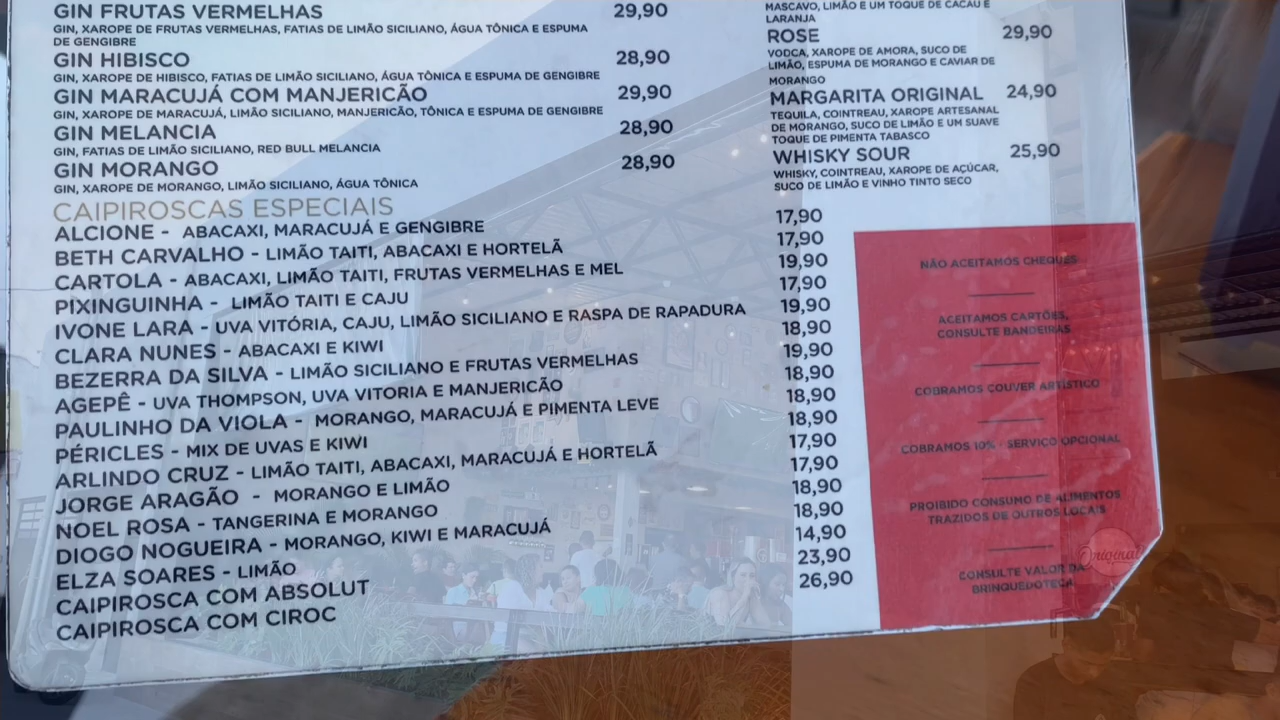 GIN FRUTAS VERMELHAS 29,90
GIN, XAROPE DE FRUTAS VERMELHAS, FATIAS DE LIMÃO SICILIANO, ÁGUA TÔNICA E ESPUMA
DE GENGIBRE
GIN HIBISCO 28,90
GIN, XAROPE DE HIBISCO, FATIAS DE LIMÃO SICILIANO, ÁGUA TÔNICA E ESPUMA DE GENGIBRE
GIN MARACUJÁ COM MANJERICÃO 29,90
GIN, XAROPE DE MARACUJÁ, LIMÃO SICILIANO, MANJERICÃO, TÔNICA E ESPUMA DE GENGIBRE
GIN MELANCIA 28,90
GIN, FATIAS DE LIMÃO SICILIANO, RED BULL MELANCIA
GIN MORANGO 28,90
GIN, XAROPE DE MORANGO, LIMÃO SICILIANO, ÁGUA TÔNICA
MASCAVO, LIMÃO E UM TOQUE DE CACAU E
LARANJA
ROSE 29,90
VODCA, XAROPE DE AMORA, SUCO DE
LIMÃO, ESPUMA DE MORANGO E CAVIAR DE
MORANGO
MARGARITA ORIGINAL 24,90
TEQUILA, COINTREAU, XAROPE ARTESANAL
DE MORANGO, SUCO DE LIMÃO E UM SUAVE
TOQUE DE PIMENTA TABASCO
WHISKY SOUR 25,90
WHISKY, COINTREAU, XAROPE DE AÇÚCAR,
SUCO DE LIMÃO E VINHO TINTO SECO
CAIPIROSCAS ESPECIAIS
ALCIONE - ABACAXI, MARACUJÁ E GENGIBRE 17,90
BETH CARVALHO - LIMÃO TAITI, ABACAXI E HORTELÃ 17,90
CARTOLA - ABACAXI, LIMÃO TAITI, FRUTAS VERMELHAS E MEL 19,90
PIXINGUINHA - LIMÃO TAITI E CAJU 17,90
IVONE LARA - UVA VITÓRIA, CAJU, LIMÃO SICILIANO E RASPA DE RAPADURA 19,90
CLARA NUNES - ABACAXI E KIWI 18,90
BEZERRA DA SILVA - LIMÃO SICILIANO E FRUTAS VERMELHAS 19,90
AGEPÊ - UVA THOMPSON, UVA VITORIA E MANJERICÃO 18,90
PAULINHO DA VIOLA - MORANGO, MARACUJÁ E PIMENTA LEVE 18,90
PÉRICLES - MIX DE UVAS E KIWI 18,90
ARLINDO CRUZ - LIMÃO TAITI, ABACAXI, MARACUJÁ E HORTELÃ 17,90
JORGE ARAGÃO - MORANGO E LIMÃO 17,90
NOEL ROSA - TANGERINA E MORANGO 18,90
DIOGO NOGUEIRA - MORANGO, KIWI E MARACUJÁ 18,90
ELZA SOARES - LIMÃO 14,90
CAIPIROSCA COM ABSOLUT 23,90
CAIPIROSCA COM CIROC 26,90
NÃO ACEITAMOS CHEQUES
ACEITAMOS CARTÕES,
CONSULTE BANDEIRAS
COBRAMOS COUVER ARTÍSTICO
COBRAMOS 10% - SERVICO OPCIONAL
PROIBIDO CONSUMO DE ALIMENTOS
TRAZIDOS DE OUTROS LOCAIS
CONSULTE VALOR DA
BRINQUEDOTECA
Original